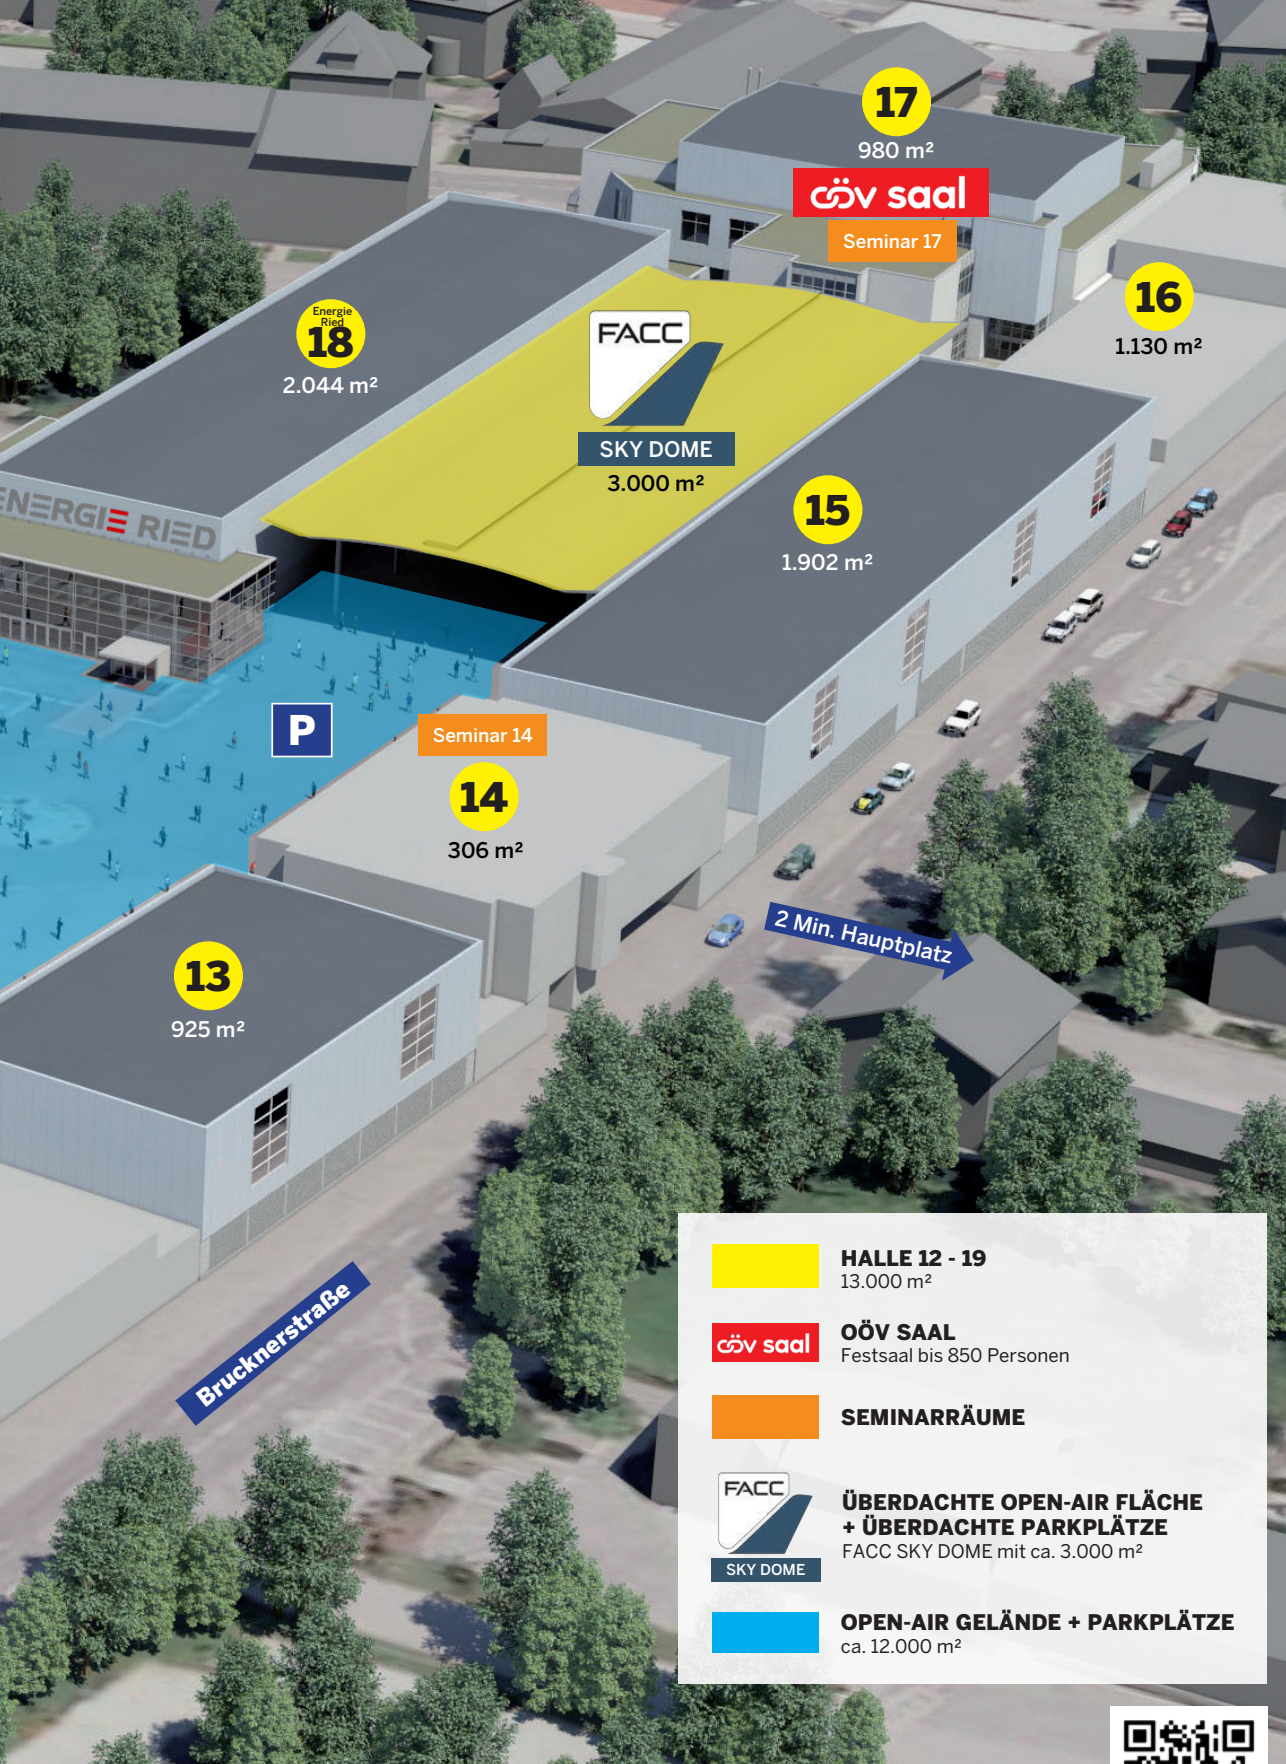 17
980 m²
oöv saal
Seminar 17
16
1.130 m²
Energie
Ried
18
2.044 m²
FACC
SKY DOME
3.000 m²
15
1.902 m²
ENERGIE RIED
P
Seminar 14
14
306 m²
2 Min. Hauptplatz
13
925 m²
Brucknerstraße
HALLE 12 - 19
13.000 m²
oöv saal
OÖV SAAL
Festsaal bis 850 Personen
SEMINARRÄUME
FACC
SKY DOME
ÜBERDACHTE OPEN-AIR FLÄCHE
+ ÜBERDACHTE PARKPLÄTZE
FACC SKY DOME mit ca. 3.000 m²
OPEN-AIR GELÄNDE + PARKPLÄTZE
ca. 12.000 m²